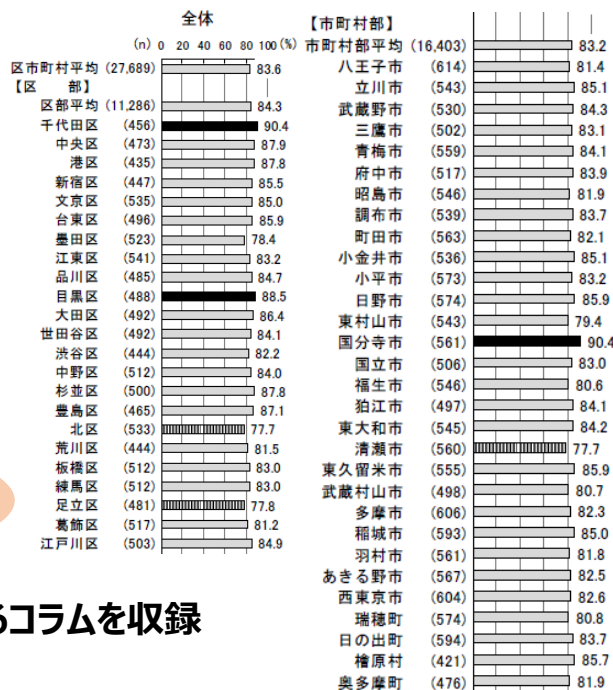 全体
(n) 0 20 40 60 80 100(%)
区市町村平均 (27,689) 83.6
【区 部】
区部平均 (11,286) 84.3
千代田区 (456) 90.4
中央区 (473) 87.9
港区 (435) 87.8
新宿区 (447) 85.5
文京区 (535) 85.0
台東区 (496) 85.9
墨田区 (523) 78.4
江東区 (541) 83.2
品川区 (485) 84.7
目黒区 (488) 88.5
大田区 (492) 86.4
世田谷区 (492) 84.1
渋谷区 (444) 82.2
中野区 (512) 84.0
杉並区 (500) 87.8
豊島区 (465) 87.1
北区 (533) 77.7
荒川区 (444) 81.5
板橋区 (512) 83.0
練馬区 (512) 83.0
足立区 (481) 77.8
葛飾区 (517) 81.2
江戸川区 (503) 84.9
【市町村部】
市町村部平均 (16,403) 83.2
八王子市 (614) 81.4
立川市 (543) 85.1
武蔵野市 (530) 84.3
三鷹市 (502) 83.1
青梅市 (559) 84.1
府中市 (517) 83.9
昭島市 (546) 81.9
調布市 (539) 83.7
町田市 (563) 82.1
小金井市 (536) 85.1
小平市 (573) 83.2
日野市 (574) 85.9
東村山市 (543) 79.4
国分寺市 (561) 90.4
国立市 (506) 83.0
福生市 (546) 80.6
狛江市 (497) 84.1
東大和市 (545) 84.2
清瀬市 (560) 77.7
東久留米市 (555) 85.9
武蔵村山市 (498) 80.7
多摩市 (606) 82.3
稲城市 (593) 85.0
羽村市 (561) 81.8
あきる野市 (567) 82.5
西東京市 (604) 82.6
瑞穂町 (574) 80.8
日の出町 (594) 83.7
檜原村 (421) 85.7
奥多摩町 (476) 81.9
るコラムを収録